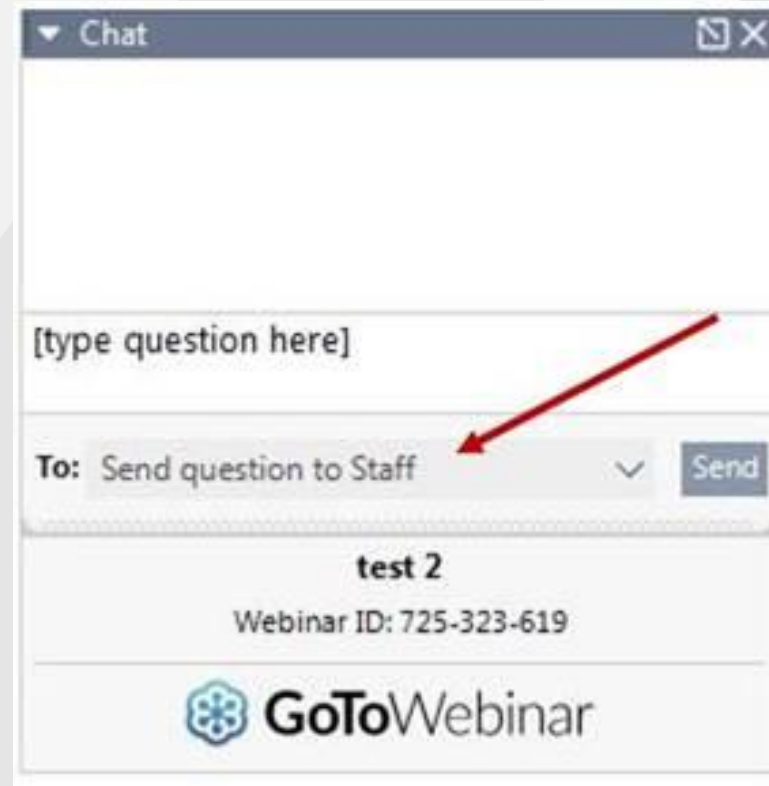 Chat
[type question here]
To: Send question to Staff Send
test 2
Webinar ID: 725-323-619
GoToWebinar